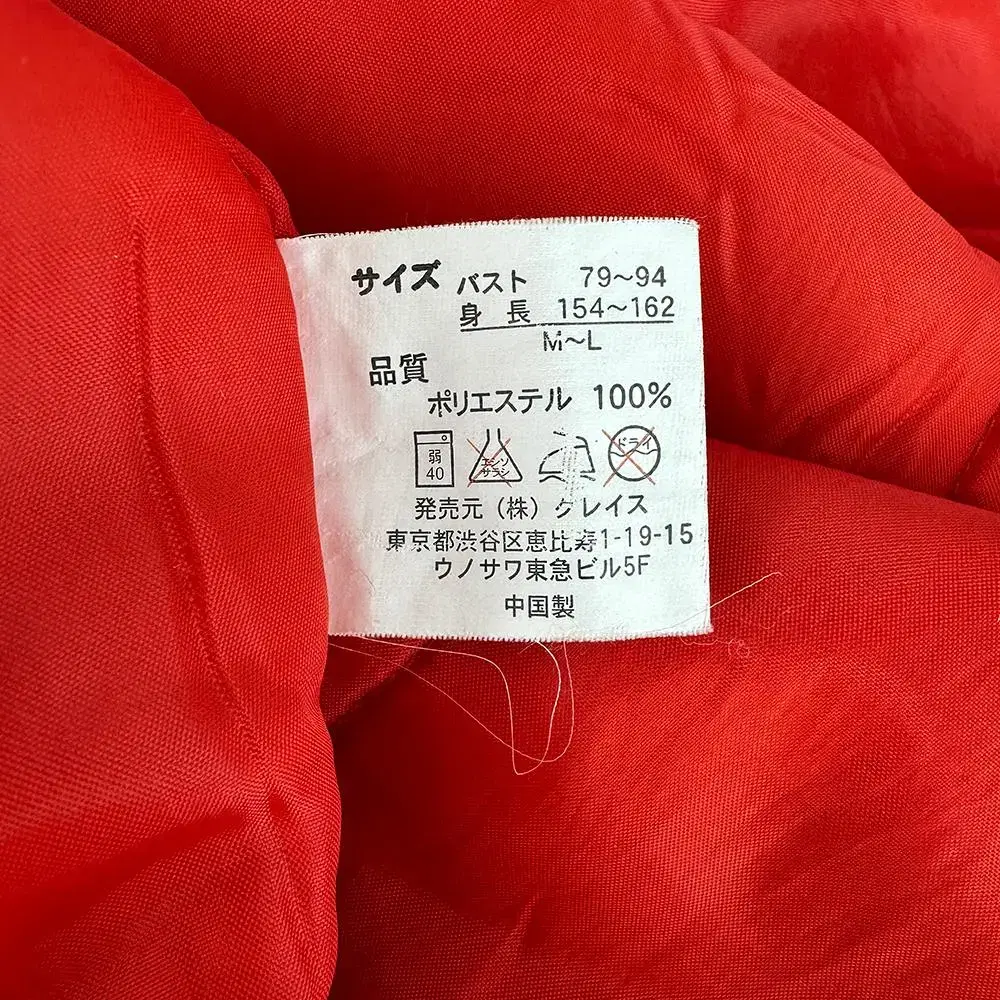 サイズ バスト 79～94
身長 154～162
M～L
品質
ポリエステル 100%
弱 40 エンソサラシ ドライ
発売元（株）グレイス
東京都渋谷区恵比寿1-19-15
ウノサワ東急ビル5F
中国製